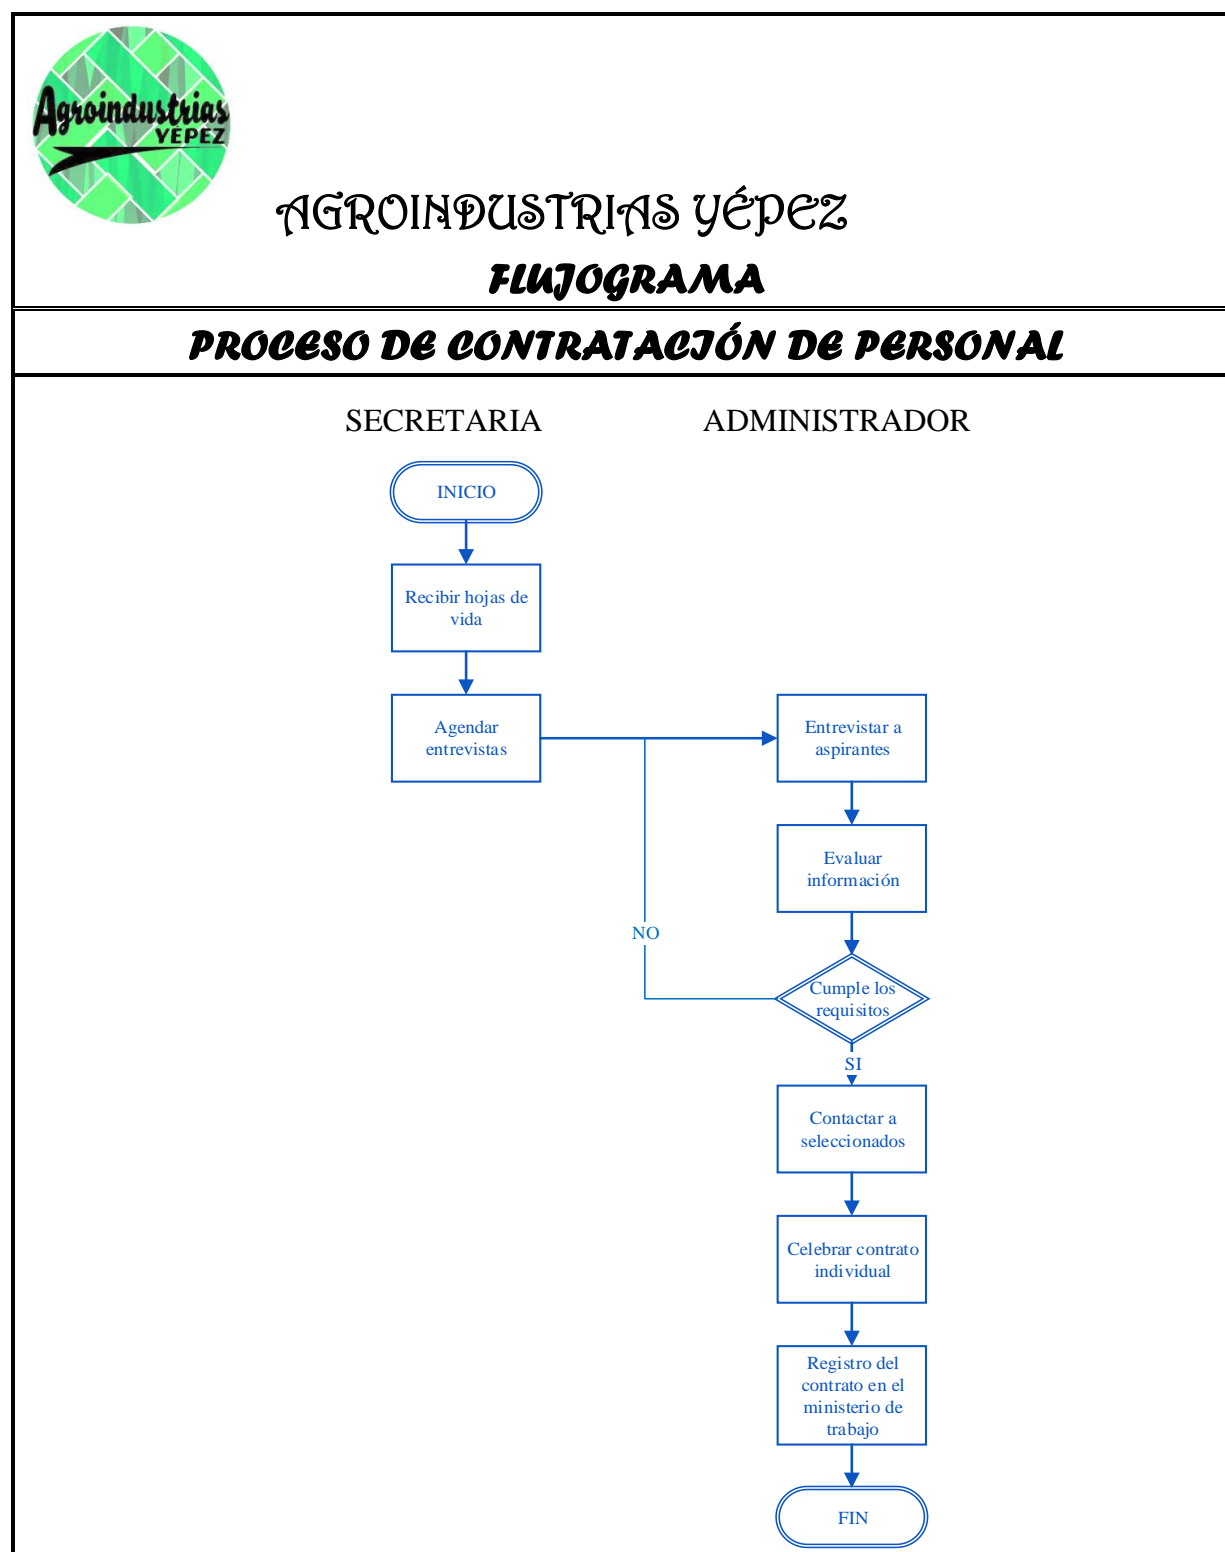 Agroindustrias
YÉPEZ
AGROINDUSTRIAS YÉPEZ
FLUJOGRAMA
PROCESO DE CONTRATACIÓN DE PERSONAL
SECRETARIA
ADMINISTRADOR
INICIO
Recibir hojas de
vida
Agendar
entrevistas
Entrevistar a
aspirantes
Evaluar
información
NO
Cumple los
requisitos
SI
Contactar a
seleccionados
Celebrar contrato
individual
Registro del
contrato en el
ministerio de
trabajo
FIN